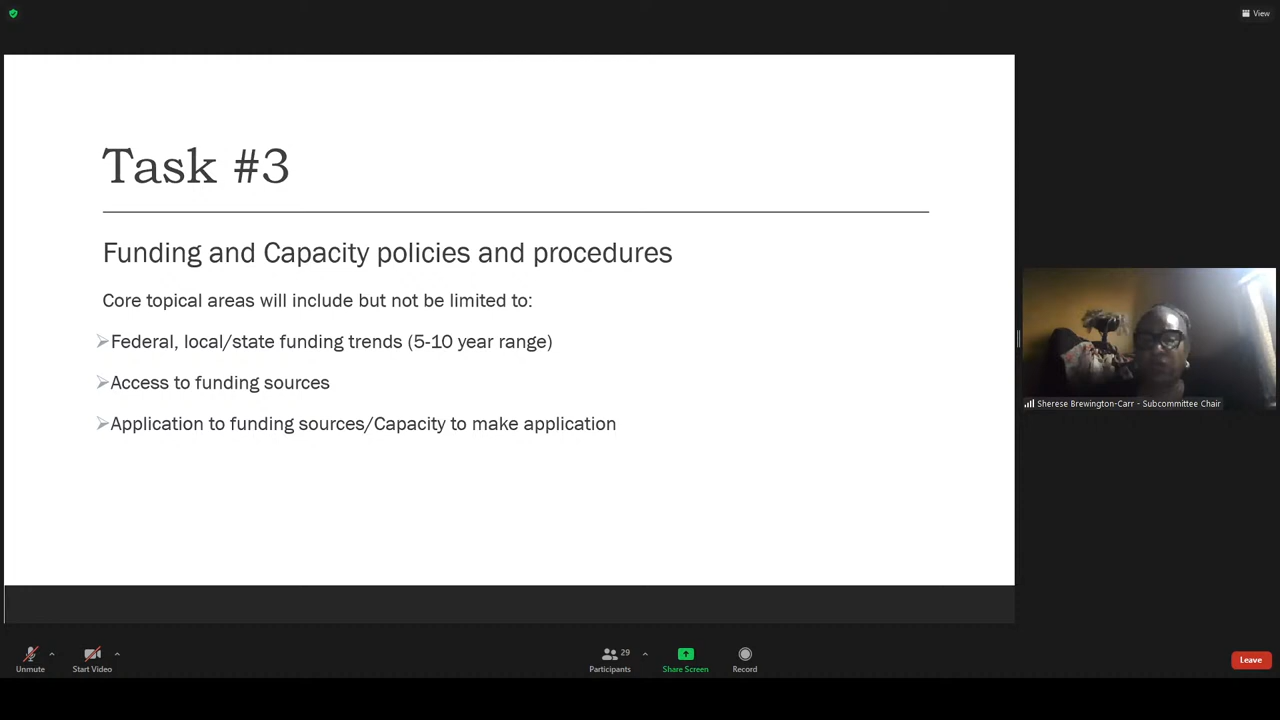 View
Task #3
Funding and Capacity policies and procedures
Core topical areas will include but not be limited to:
Federal, local/state funding trends (5-10 year range)
Access to funding sources
Application to funding sources/Capacity to make application
Sherese Brewington-Carr - Subcommittee Chair
Unmute
Start Video
29
Participants
Share Screen
Record
Leave